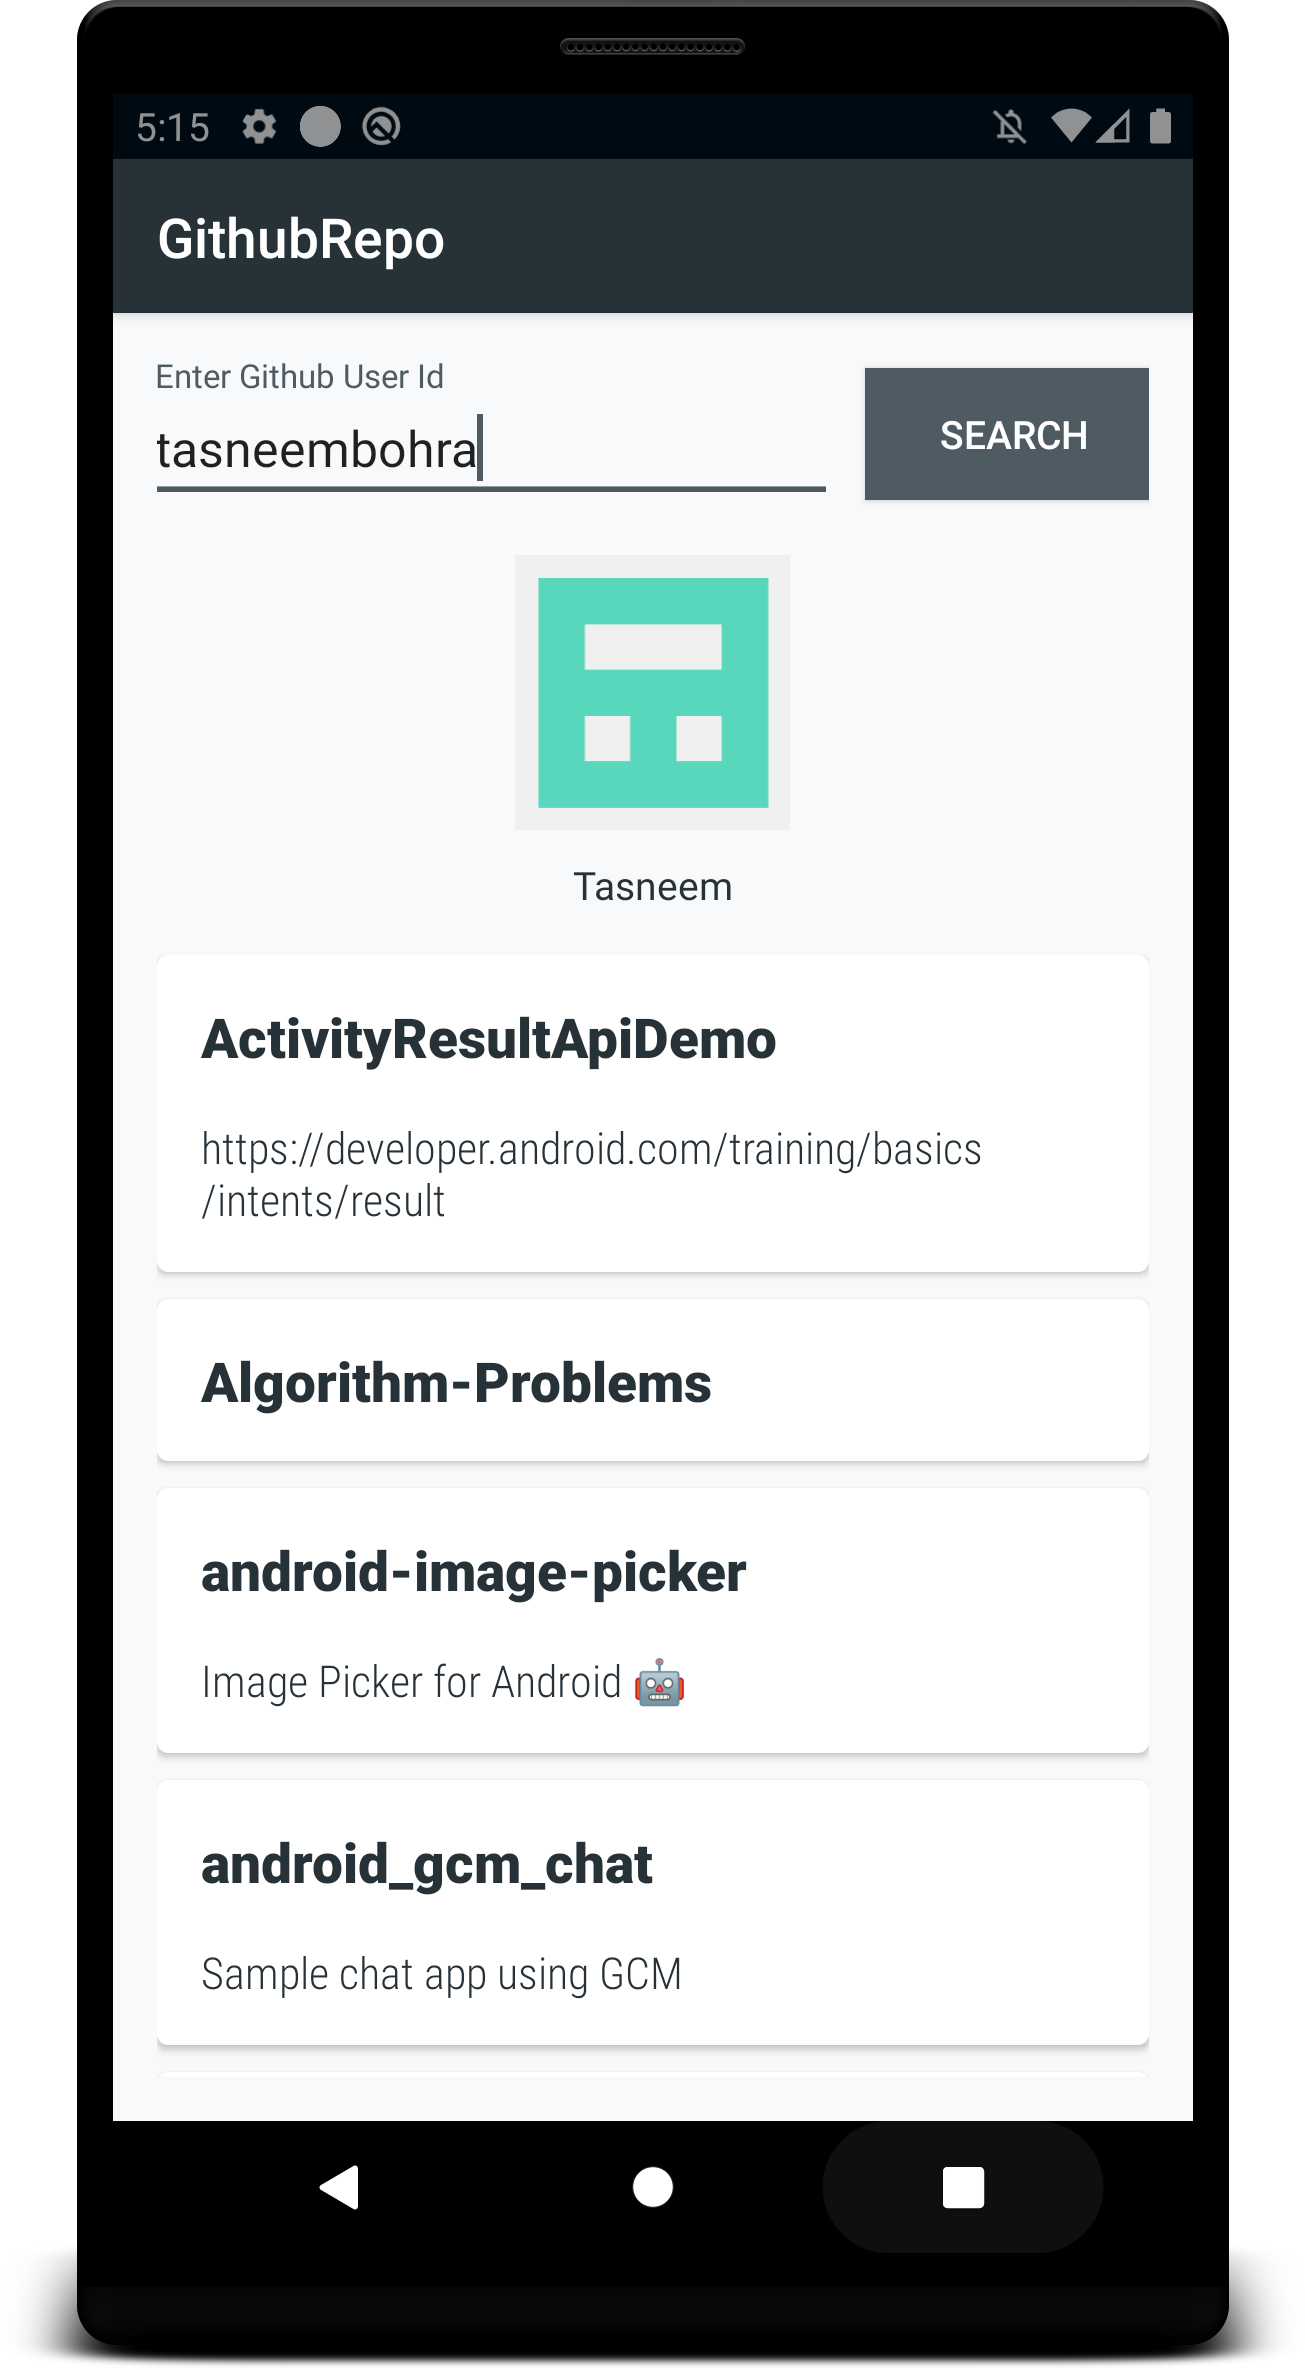 5:15
GithubRepo
Enter Github User Id
tasneembohra
SEARCH
Tasneem
ActivityResultApiDemo
https://developer.android.com/training/basics
/intents/result
Algorithm-Problems
android-image-picker
Image Picker for Android 🤖
android_gcm_chat
Sample chat app using GCM